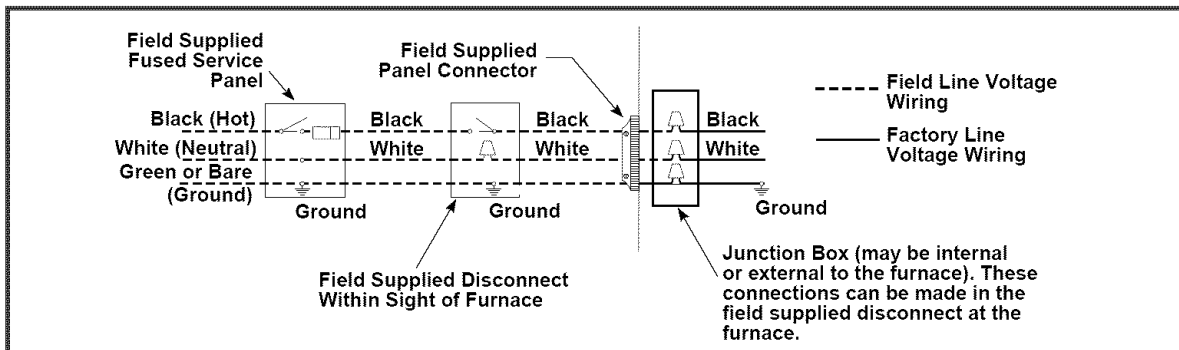 Field Supplied
Fused Service
Panel
Field Supplied
Panel Connector
Field Line Voltage
Wiring
Factory Line
Voltage Wiring
Black (Hot)
Black
Black
Black
White (Neutral)
White
White
White
Green or Bare
(Ground)
Ground
Ground
Ground
Field Supplied Disconnect
Within Sight of Furnace
Junction Box (may be internal
or external to the furnace). These
connections can be made in the
field supplied disconnect at the
furnace.